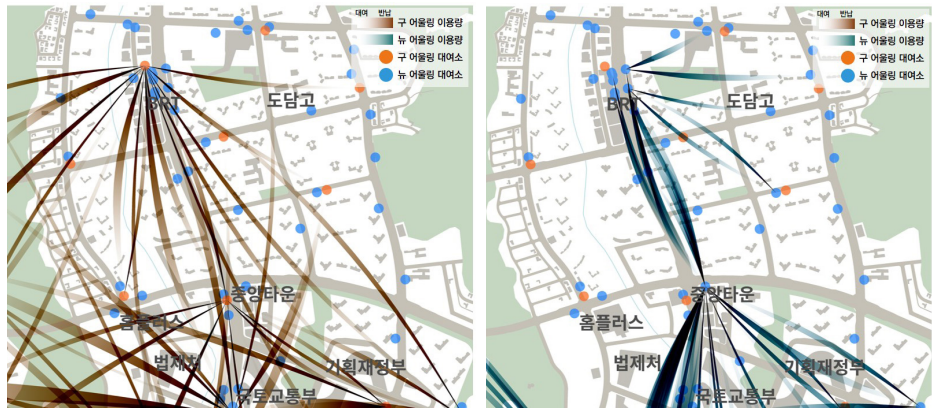 대여 반납
구 어울링 이용량
뉴 어울링 이용량
구 어울링 대여소
뉴 어울링 대여소
BRT
도담고
중앙타운
홈플러스
법제처
기획재정부
국토교통부
대여 반납
구 어울링 이용량
뉴 어울링 이용량
구 어울링 대여소
뉴 어울링 대여소
BRT
도담고
중앙타운
홈플러스
법제처
기획재정부
국토교통부